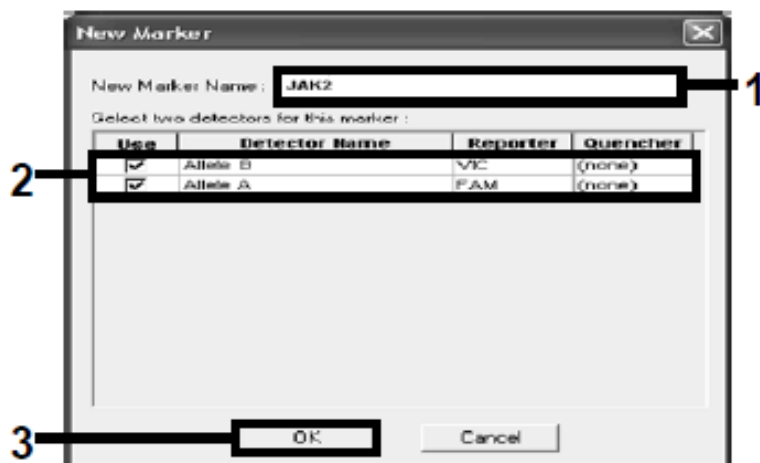 New Marker
New Marker Name : JAK2
1
Select two detectors for this marker :
Use Detector Name Reporter Quencher
2
Allele B VIC (none)
Allele A FAM (none)
3
OK Cancel